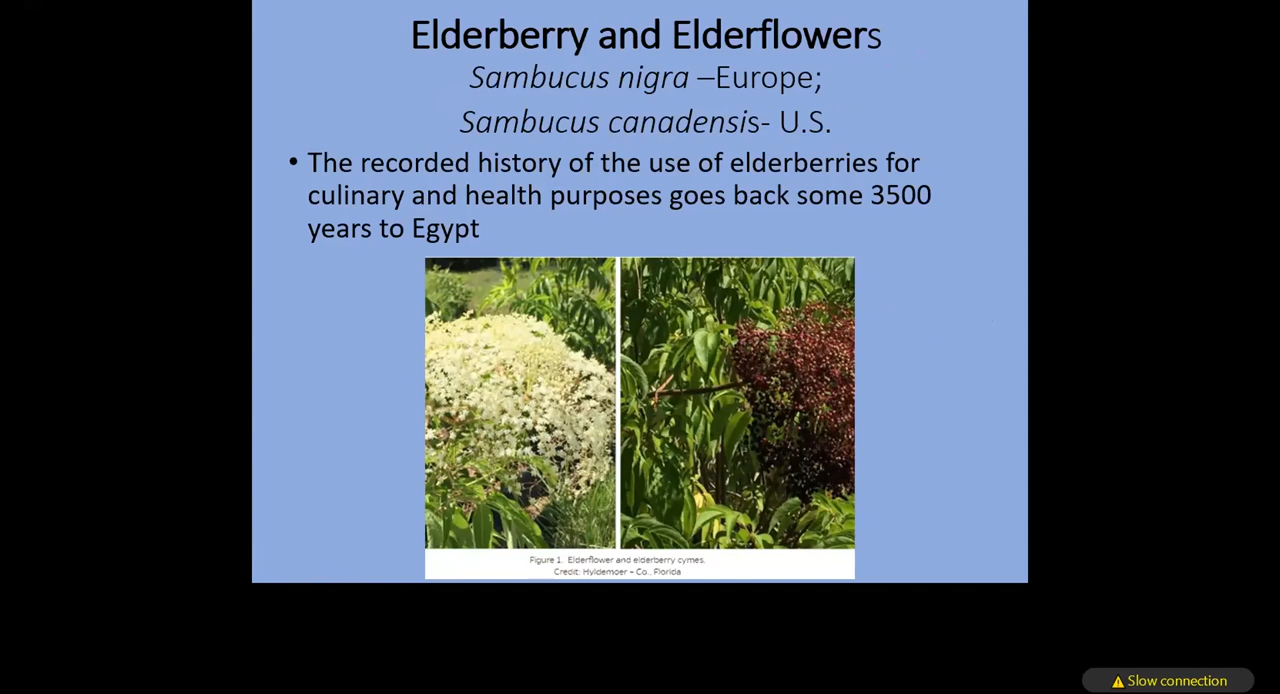 Elderberry and Elderflowers
Sambucus nigra –Europe;
Sambucus canadensis- U.S.
• The recorded history of the use of elderberries for
culinary and health purposes goes back some 3500
years to Egypt
Figure 1. Elderflower and elderberry cymes.
Credit: Hyldemoer – Co., Florida
Slow connection